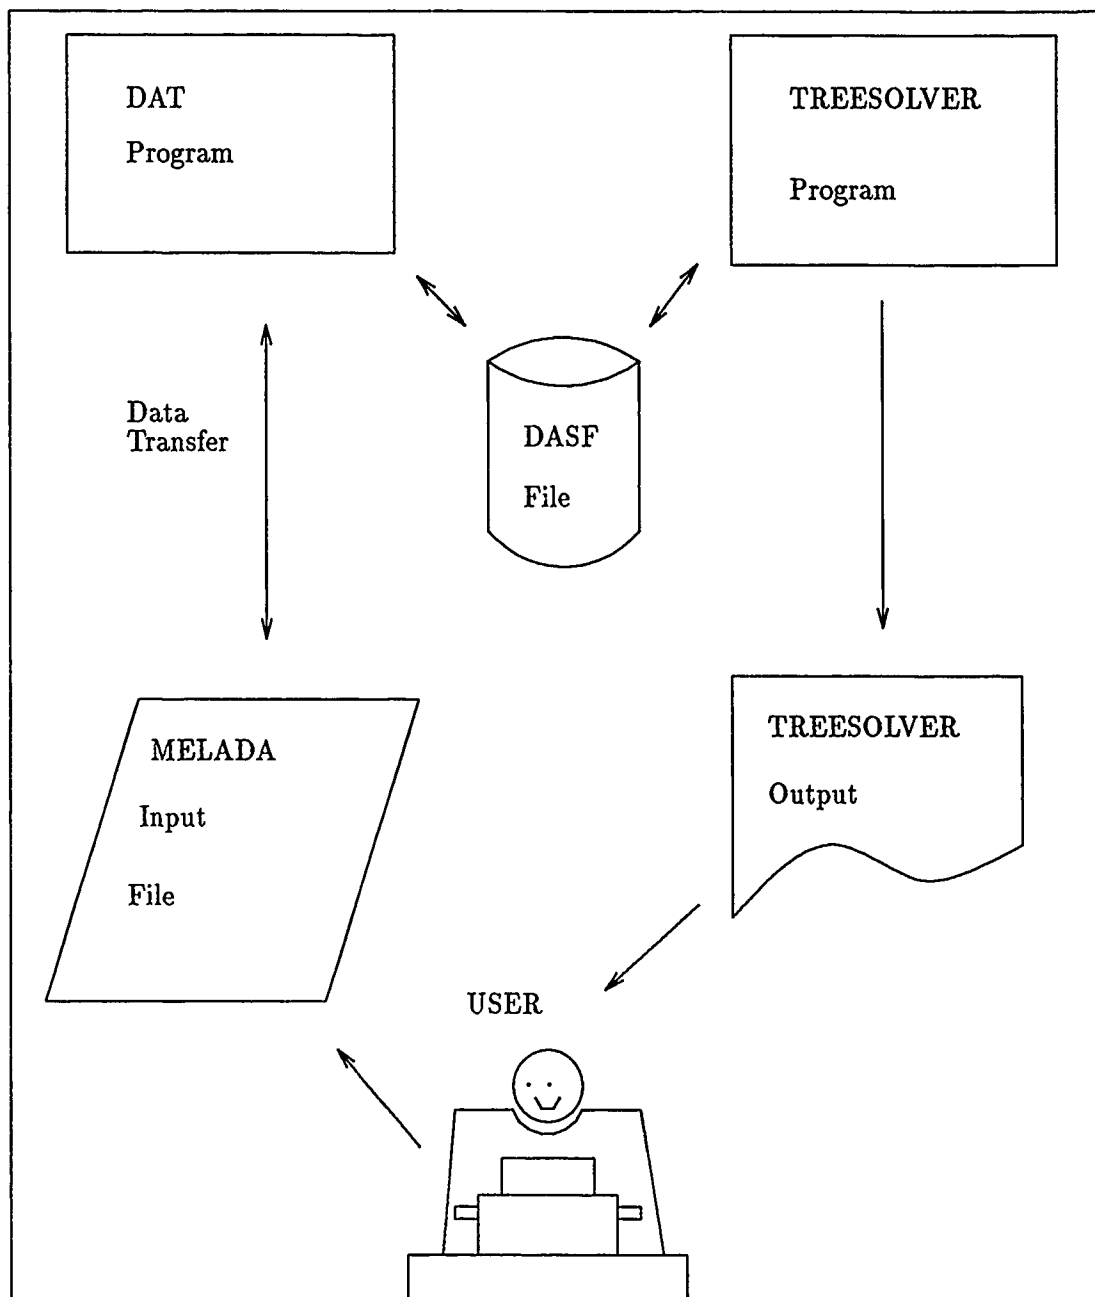 DAT
Program
TREESOLVER
Program
Data
Transfer
DASF
File
MELADA
Input
File
TREESOLVER
Output
USER